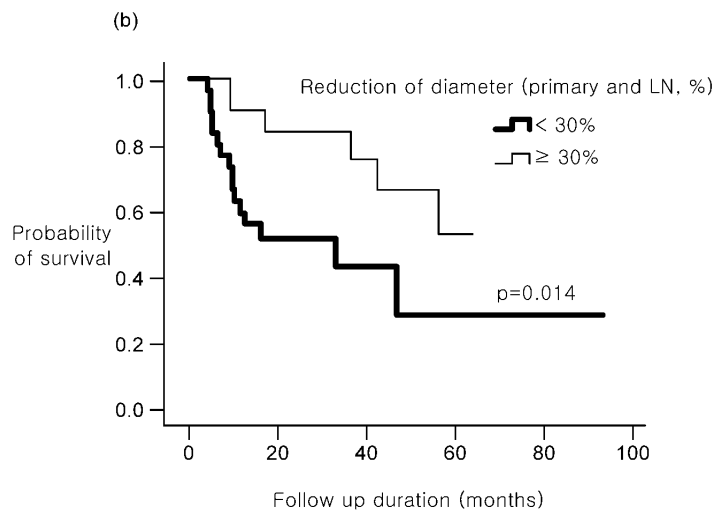 (b)
Reduction of diameter (primary and LN, %)
< 30%
≥ 30%
1.0
0.8
0.6
0.4
0.2
0.0
Probability
of survival
p=0.014
0 20 40 60 80 100
Follow up duration (months)